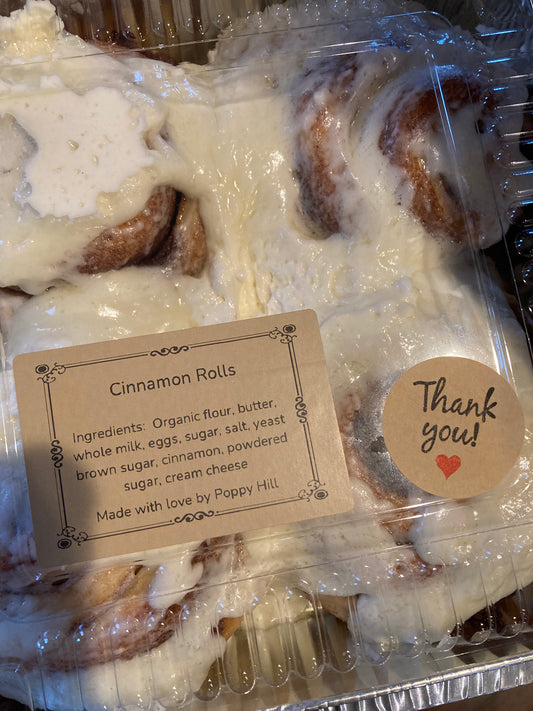 Cinnamon Rolls
Ingredients: Organic flour, butter,
whole milk, eggs, sugar, salt, yeast
brown sugar, cinnamon, powdered
sugar, cream cheese
Made with love by Poppy Hill
Thank
you!